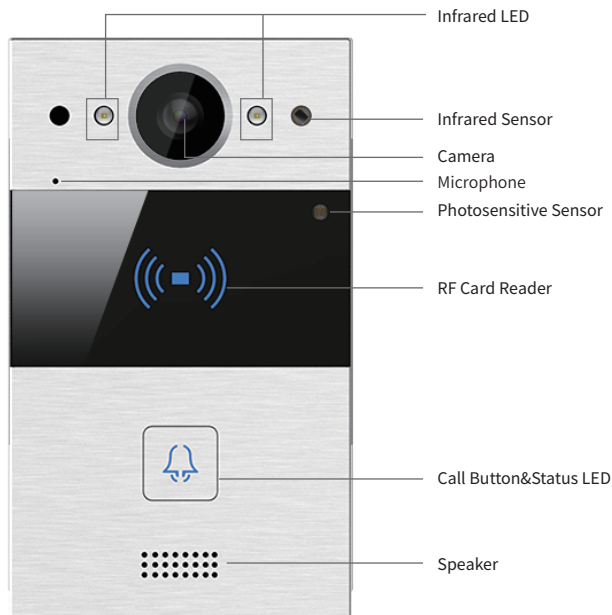 Infrared LED
Infrared Sensor
Camera
Microphone
Photosensitive Sensor
RF Card Reader
Call Button&Status LED
Speaker